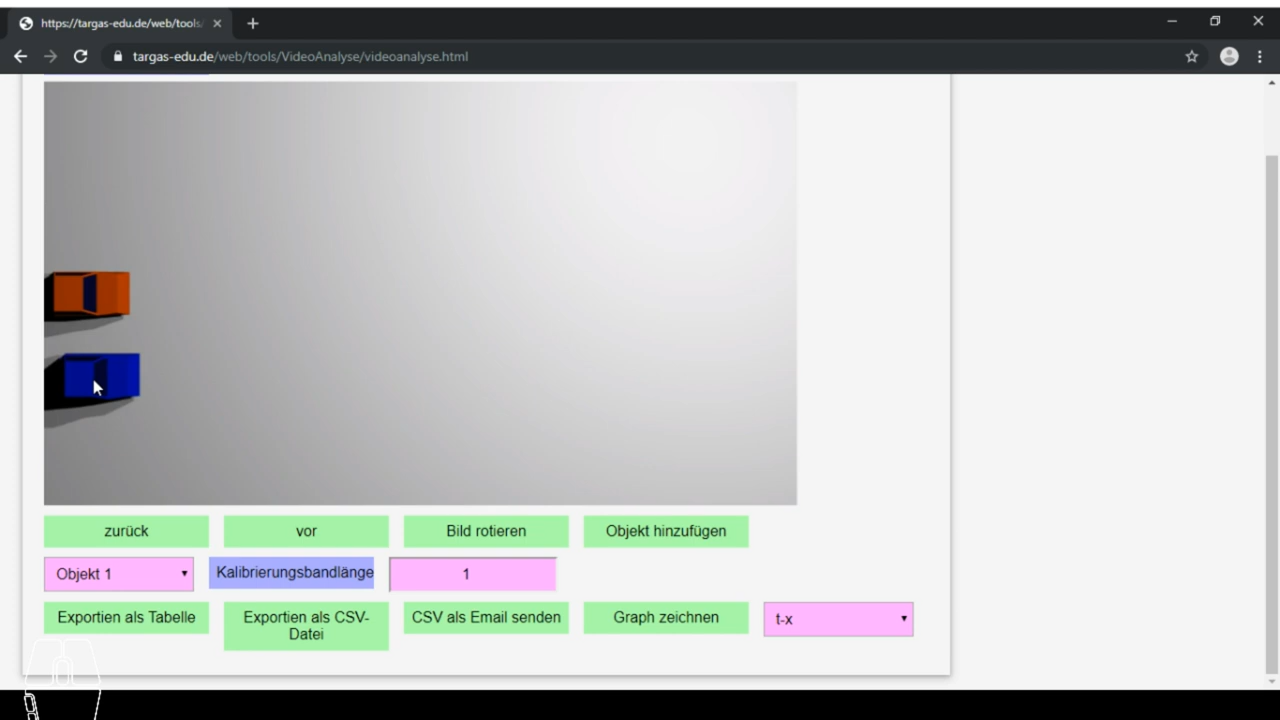 https://targas-edu.de/web/tools
targas-edu.de/web/tools/VideoAnalyse/videoanalyse.html
zurück
vor
Bild rotieren
Objekt hinzufügen
Objekt 1
Kalibrierungsbandlänge
1
Exportien als Tabelle
Exportien als CSV-
Datei
CSV als Email senden
Graph zeichnen
t-x